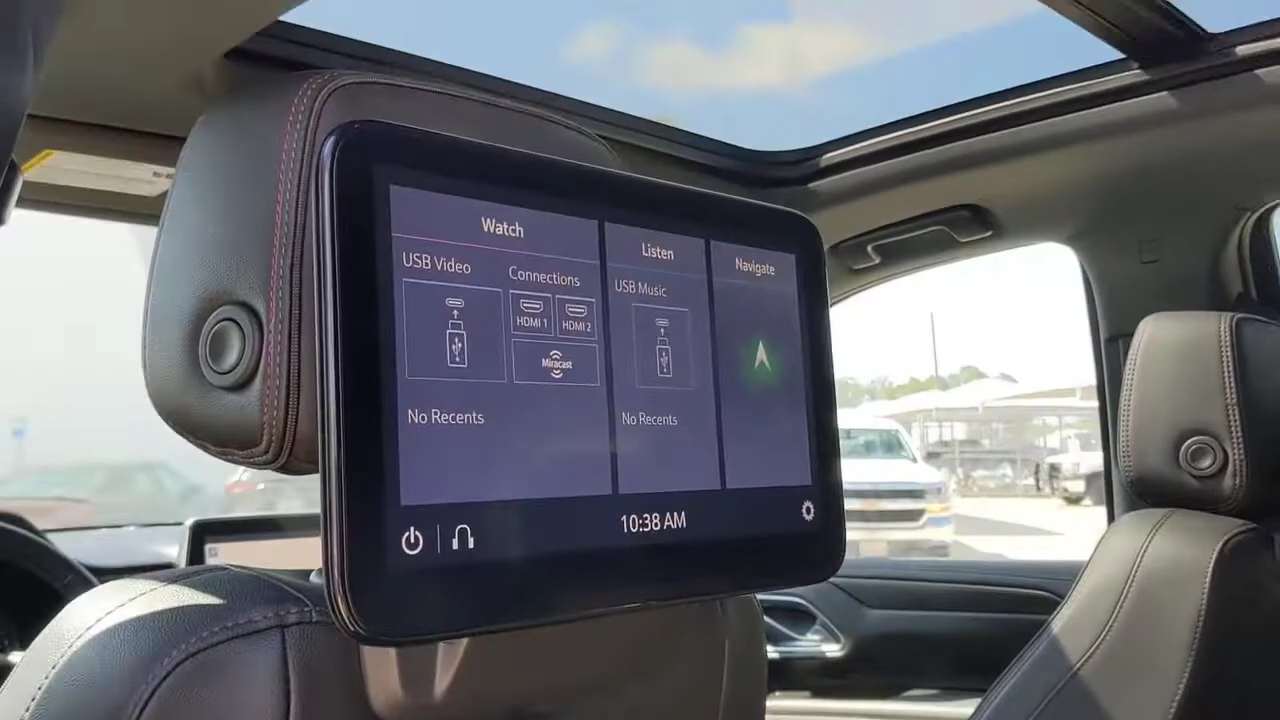 Watch
USB Video
Connections
HDMI 1
HDMI 2
Miracast
No Recents
Listen
USB Music
No Recents
Navigate
10:38 AM